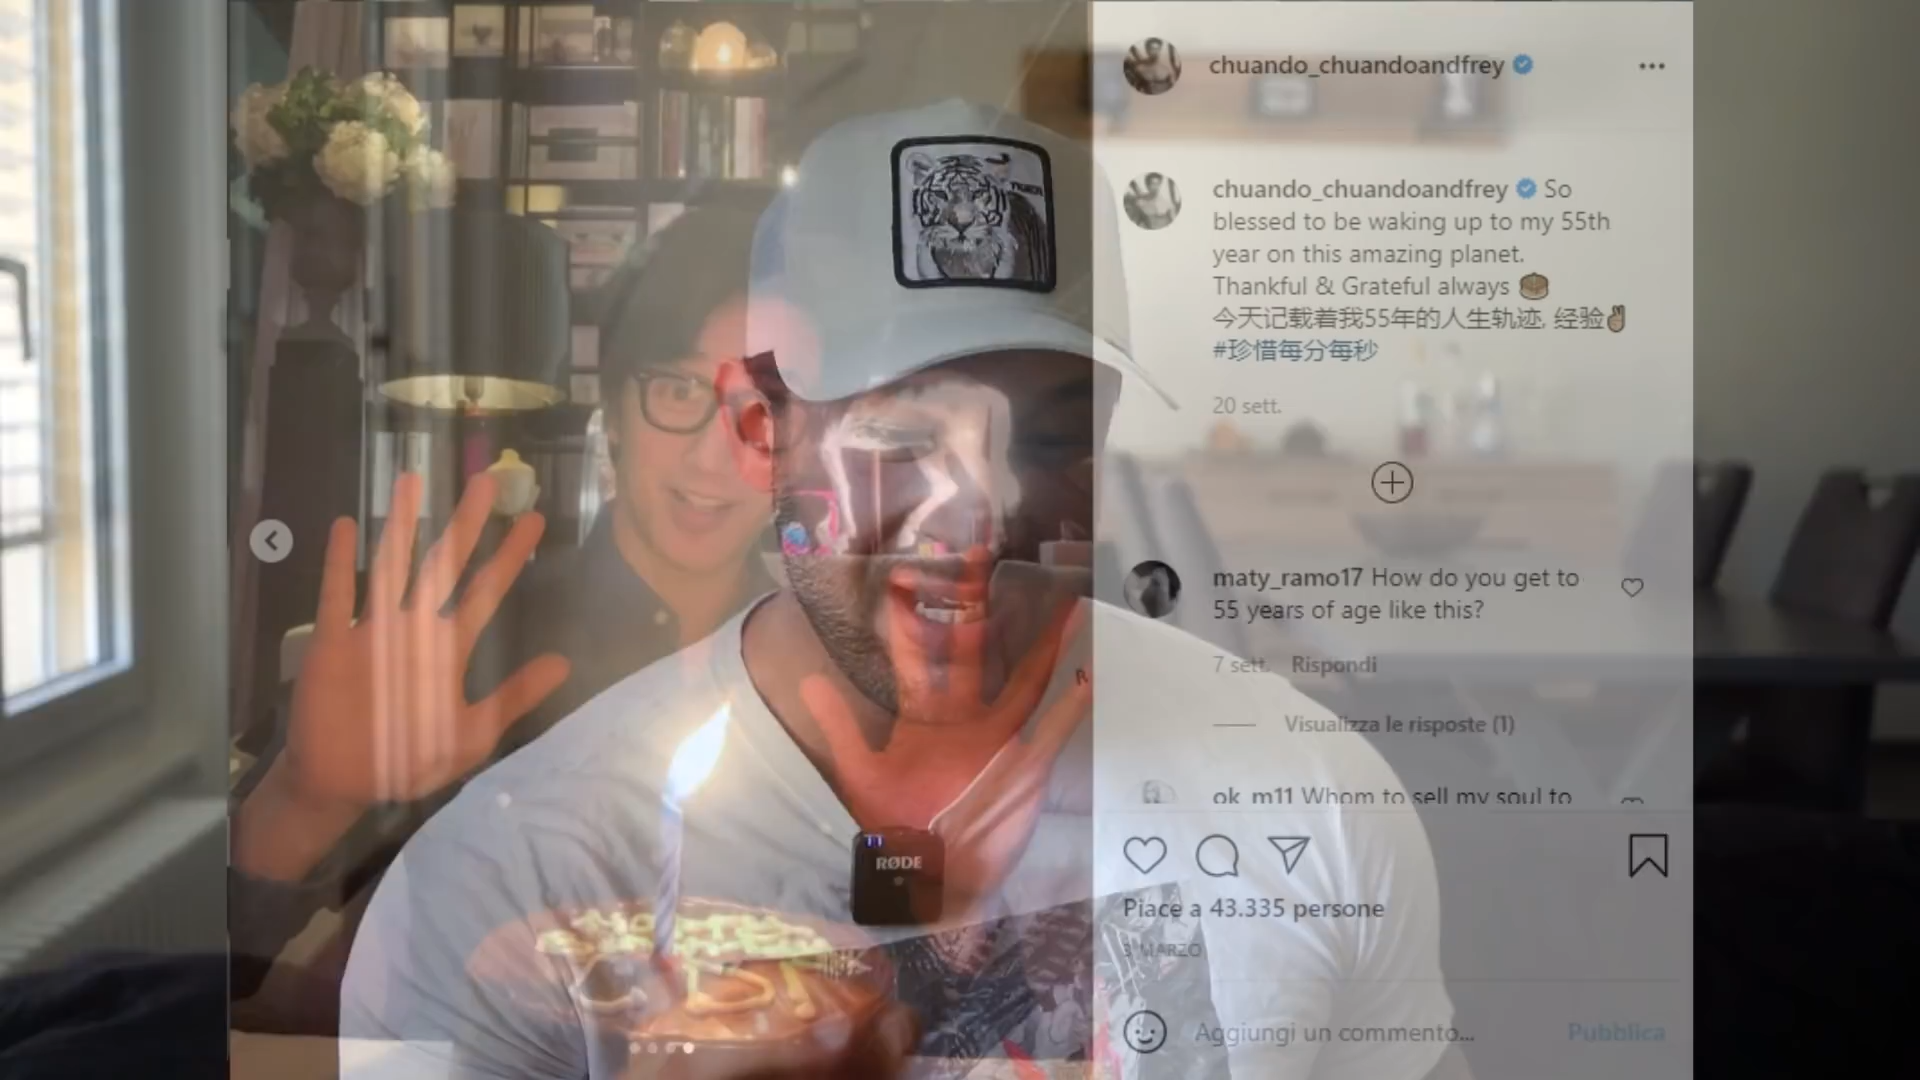 chuando_chuandoandfrey
TIGER
chuando_chuandoandfrey So
blessed to be waking up to my 55th
year on this amazing planet.
Thankful & Grateful always
今天记载着我55年的人生轨迹, 经验
#珍惜每分每秒
20 sett.
maty_ramo17 How do you get to
55 years of age like this?
7 sett. Rispondi
Visualizza le risposte (1)
ok_m11 Whom to sell my soul to
RØDE
Piace a 43.335 persone
3 MARZO
Aggiungi un commento... Pubblica